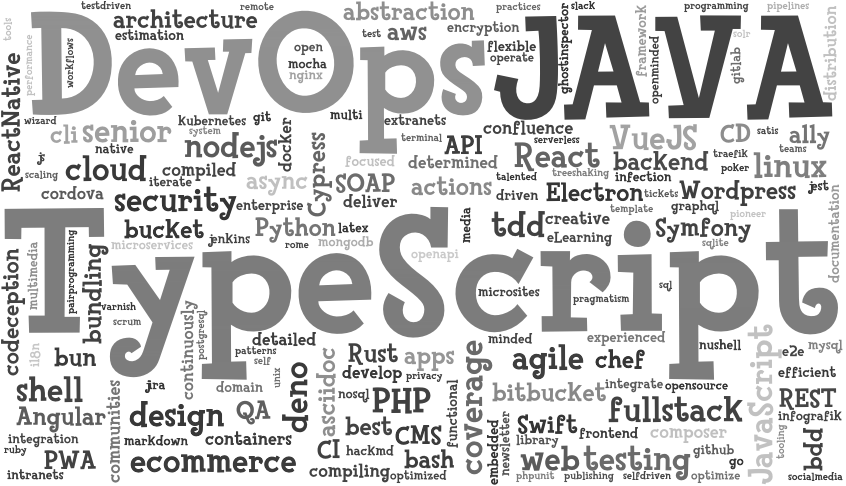 testdriven
remote
practices
slack
programming
pipelines
architecture
abstraction
estimation
test
aws
encryption
flexible
operate
ghostinspector
framework
openminded
solr
gitlab
distribution
tools
performance
workflows
DevOps
JAVA
open
mocha
nginx
ReactNative
wizard
cli
senior
Kubernetes
git
system
multi
extranets
terminal
confluence
serverless
VueJS
CD
satis
ally
teams
js
native
nodejs
docker
API
React
traefik
backend
linux
scaling
cloud
compiled
iterate
focused
determined
treeshaking
talented
infection
poker
cordova
async
Cypress
SOAP
actions
driven
Electron
tickets
Wordpress
jest
security
enterprise
deliver
template
graphql
pioneer
bucket
jenkins
Python
latex
media
tdd
creative
eLearning
Symfony
sqlite
documentation
microservices
rome
mongodb
openapi
TypeScript
codeception
multimedia
pairprogramming
bundling
microsites
pragmatism
sql
varnish
scrum
continuously
postgresql
i18n
bun
detailed
patterns
self
minded
experienced
nushell
mysql
e2e
Rust
apps
agile
chef
efficient
shell
jira
domain
unix
deno
asciidoc
develop
privacy
coverage
bitbucket
integrate
opensource
JavaScript
REST
Angular
communities
design
QA
nosql
PHP
functional
fullstack
infografik
integration
markdown
containers
best
CMS
Swift
frontend
composer
tooling
bdd
ruby
PWA
ecommerce
CI
hackmd
bash
embedded
newsletter
library
webtesting
github
go
intranets
compiling
optimized
phpunit
publishing
selfdriven
optimize
socialmedia